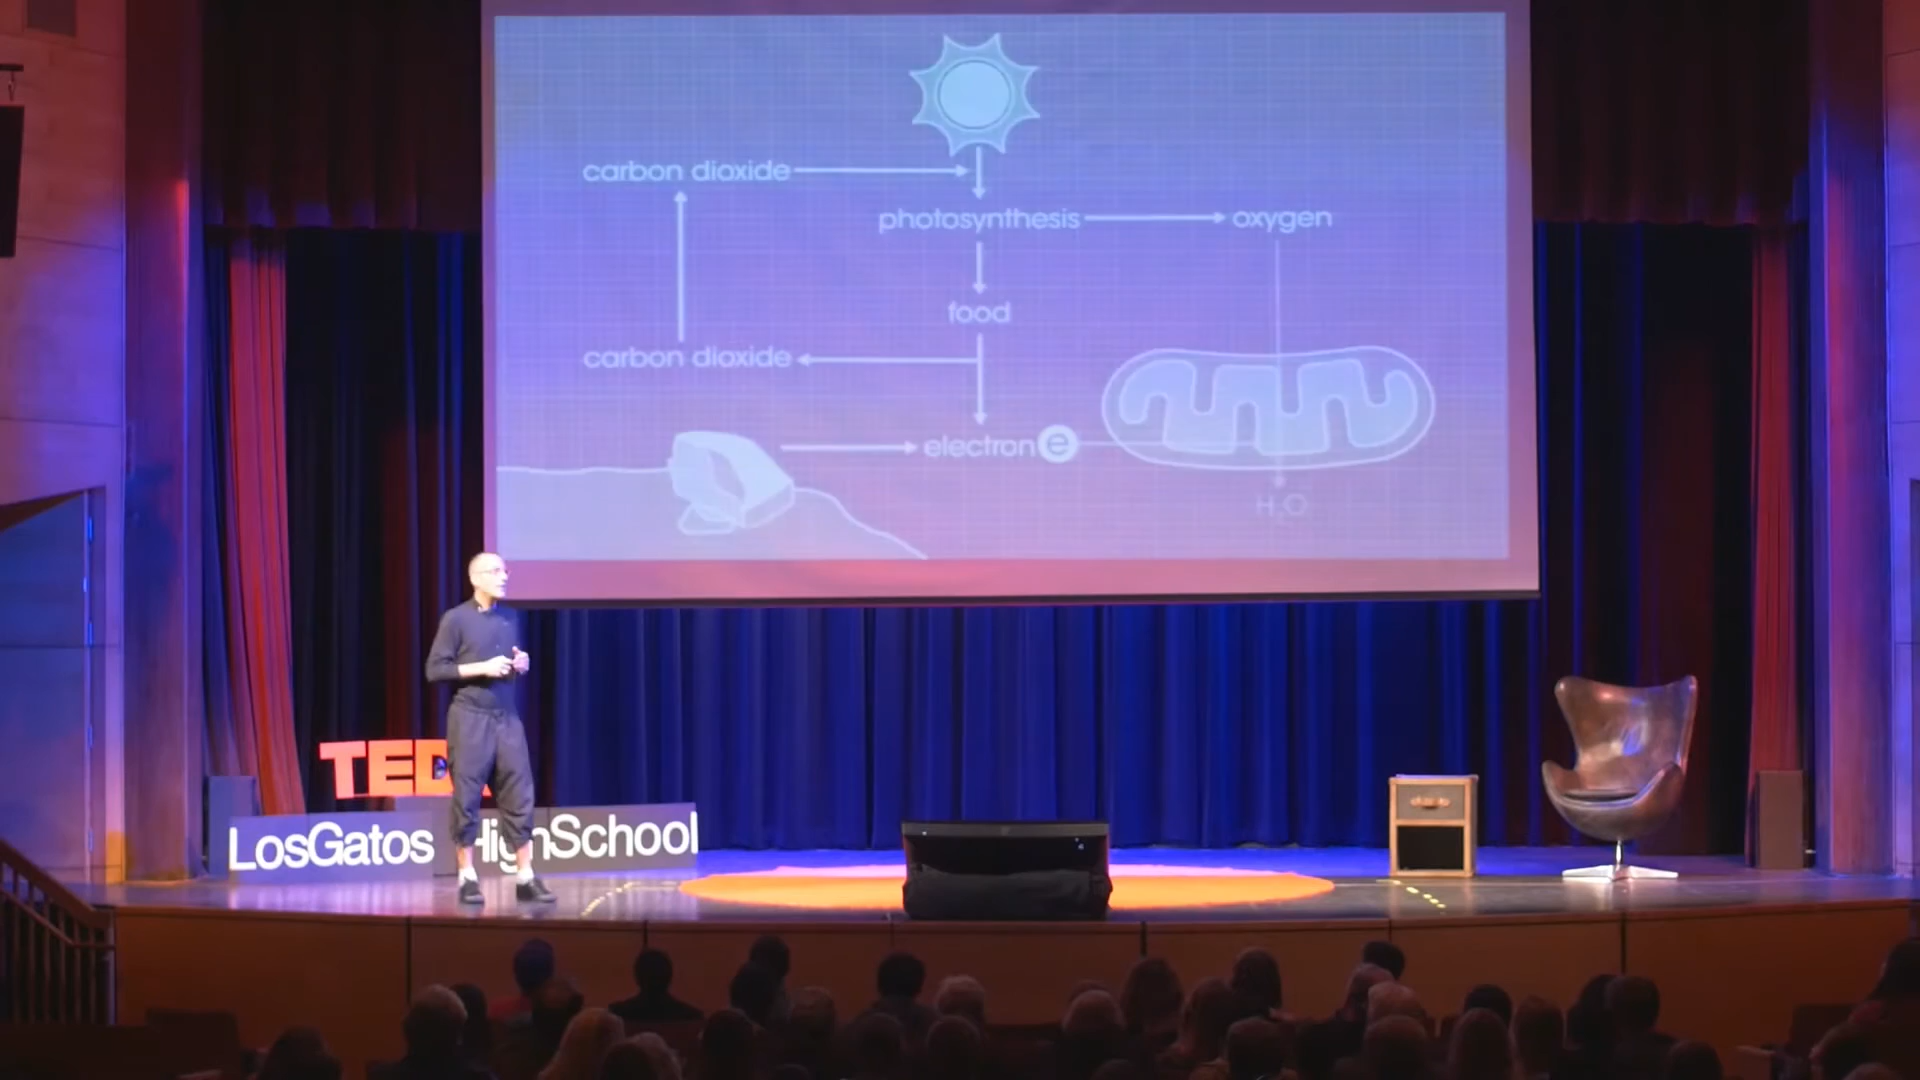 carbon dioxide
photosynthesis
oxygen
food
carbon dioxide
electron e
H₂O
TED
LosGatos HighSchool